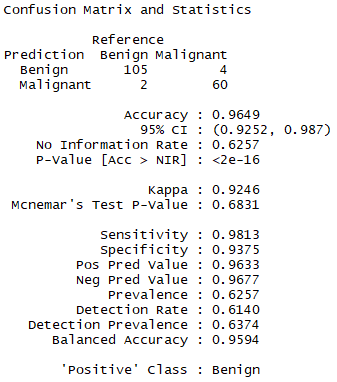 Confusion Matrix and Statistics
Reference
Prediction Benign Malignant
Benign 105 4
Malignant 2 60
Accuracy : 0.9649
95% CI : (0.9252, 0.987)
No Information Rate : 0.6257
P-Value [Acc > NIR] : <2e-16
Kappa : 0.9246
Mcnemar's Test P-Value : 0.6831
Sensitivity : 0.9813
Specificity : 0.9375
Pos Pred Value : 0.9633
Neg Pred Value : 0.9677
Prevalence : 0.6257
Detection Rate : 0.6140
Detection Prevalence : 0.6374
Balanced Accuracy : 0.9594
'Positive' Class : Benign